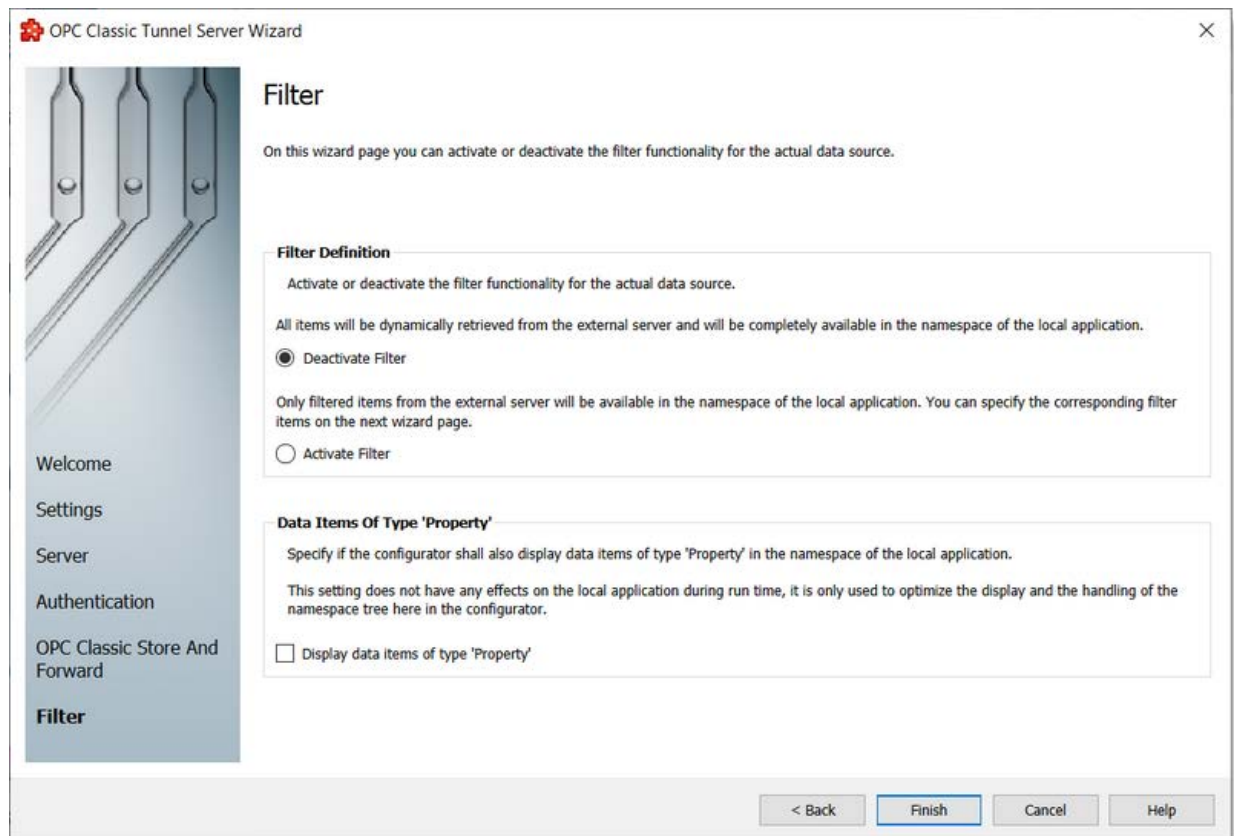 OPC Classic Tunnel Server Wizard
Filter
On this wizard page you can activate or deactivate the filter functionality for the actual data source.
Filter Definition
Activate or deactivate the filter functionality for the actual data source.
All items will be dynamically retrieved from the external server and will be completely available in the namespace of the local application.
Deactivate Filter
Only filtered items from the external server will be available in the namespace of the local application. You can specify the corresponding filter
items on the next wizard page.
Activate Filter
Data Items Of Type 'Property'
Specify if the configurator shall also display data items of type 'Property' in the namespace of the local application.
This setting does not have any effects on the local application during run time, it is only used to optimize the display and the handling of the
namespace tree here in the configurator.
Display data items of type 'Property'
Welcome
Settings
Server
Authentication
OPC Classic Store And
Forward
Filter
< Back
Finish
Cancel
Help